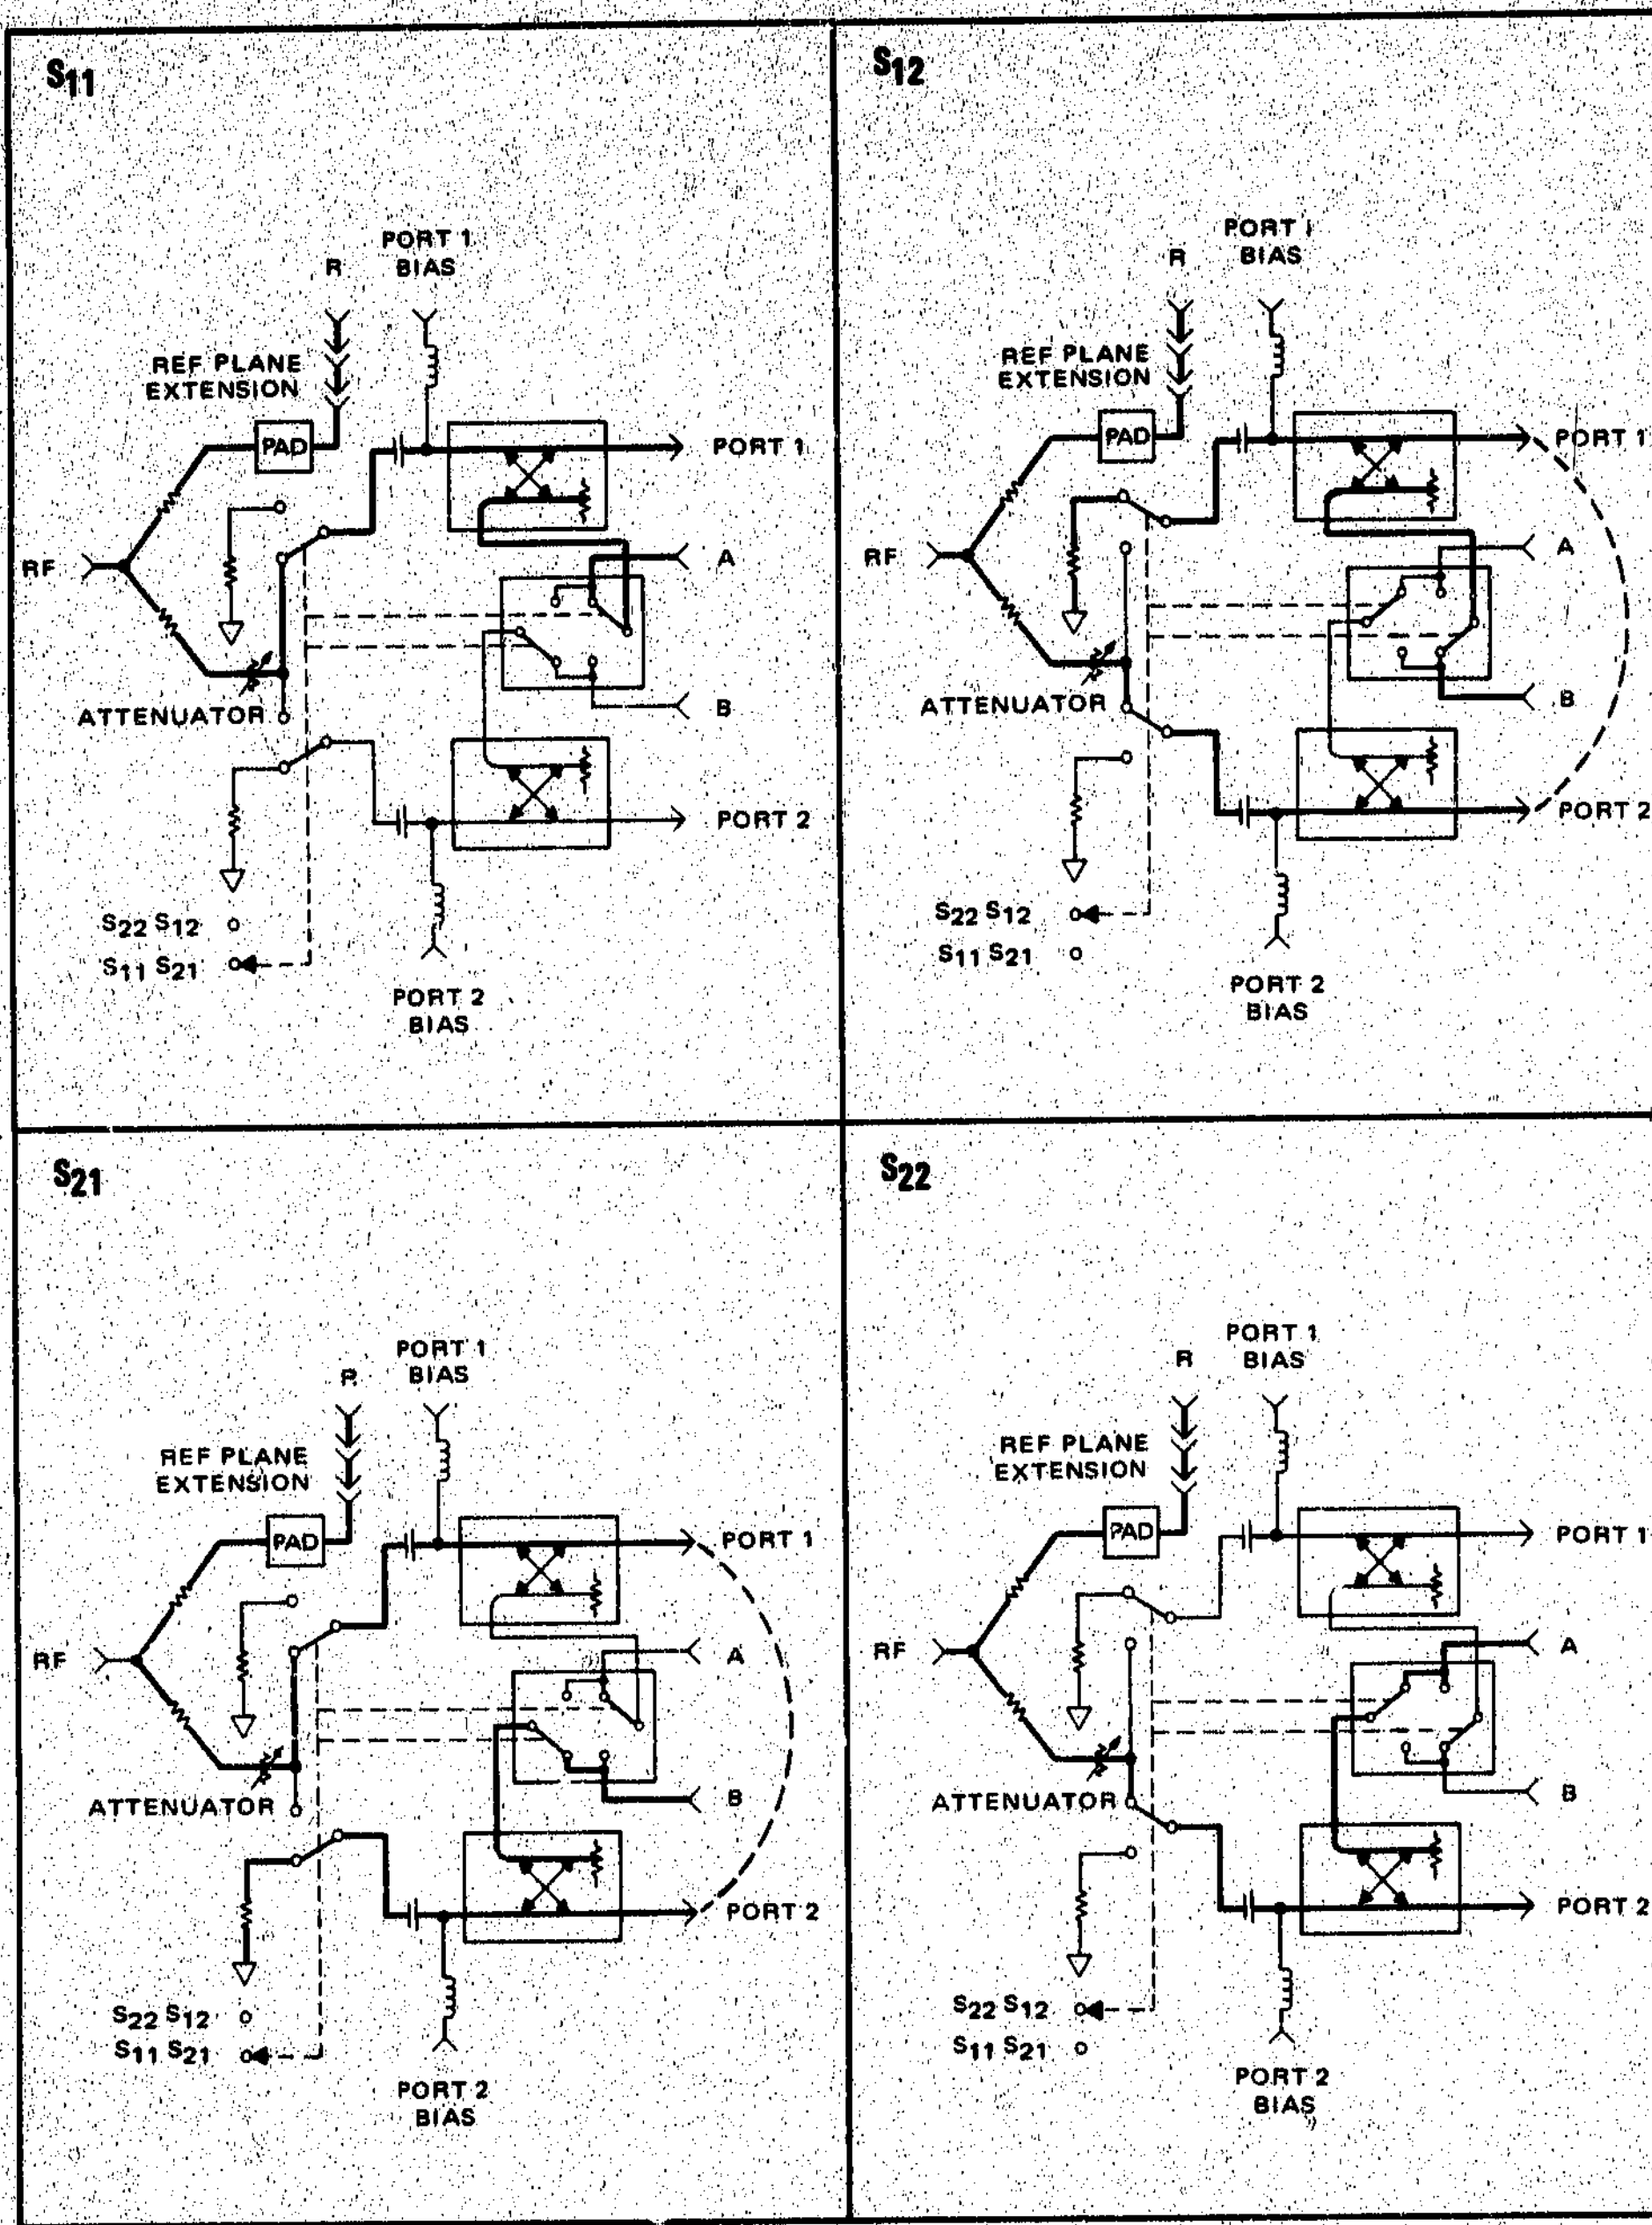 S11
PORT 1
BIAS
R
REF PLANE
EXTENSION
PAD
PORT 1
RF
A
ATTENUATOR
B
PORT 2
S22 S12
S11 S21
PORT 2
BIAS
S12
PORT 1
BIAS
R
REF PLANE
EXTENSION
PAD
PORT 1
RF
A
ATTENUATOR
B
PORT 2
S22 S12
S11 S21
PORT 2
BIAS
S21
PORT 1
BIAS
R
REF PLANE
EXTENSION
PAD
PORT 1
RF
A
ATTENUATOR
B
PORT 2
S22 S12
S11 S21
PORT 2
BIAS
S22
PORT 1
BIAS
R
REF PLANE
EXTENSION
PAD
PORT 1
RF
A
ATTENUATOR
B
PORT 2
S22 S12
S11 S21
PORT 2
BIAS